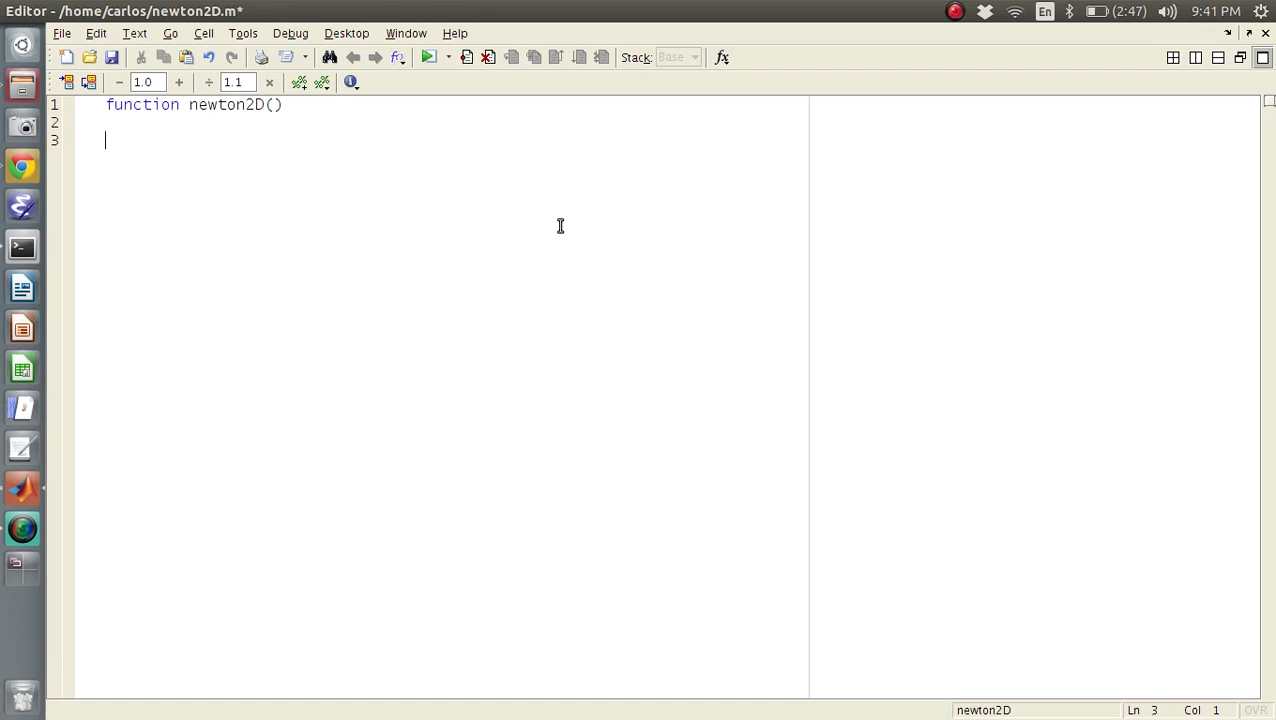 Editor - /home/carlos/newton2D.m*
En (2:47) 9:41 PM
File Edit Text Go Cell Tools Debug Desktop Window Help
Stack: Base fx
− 1.0 + ÷ 1.1 ×
1 function newton2D()
2
3
newton2D Ln 3 Col 1 OVR